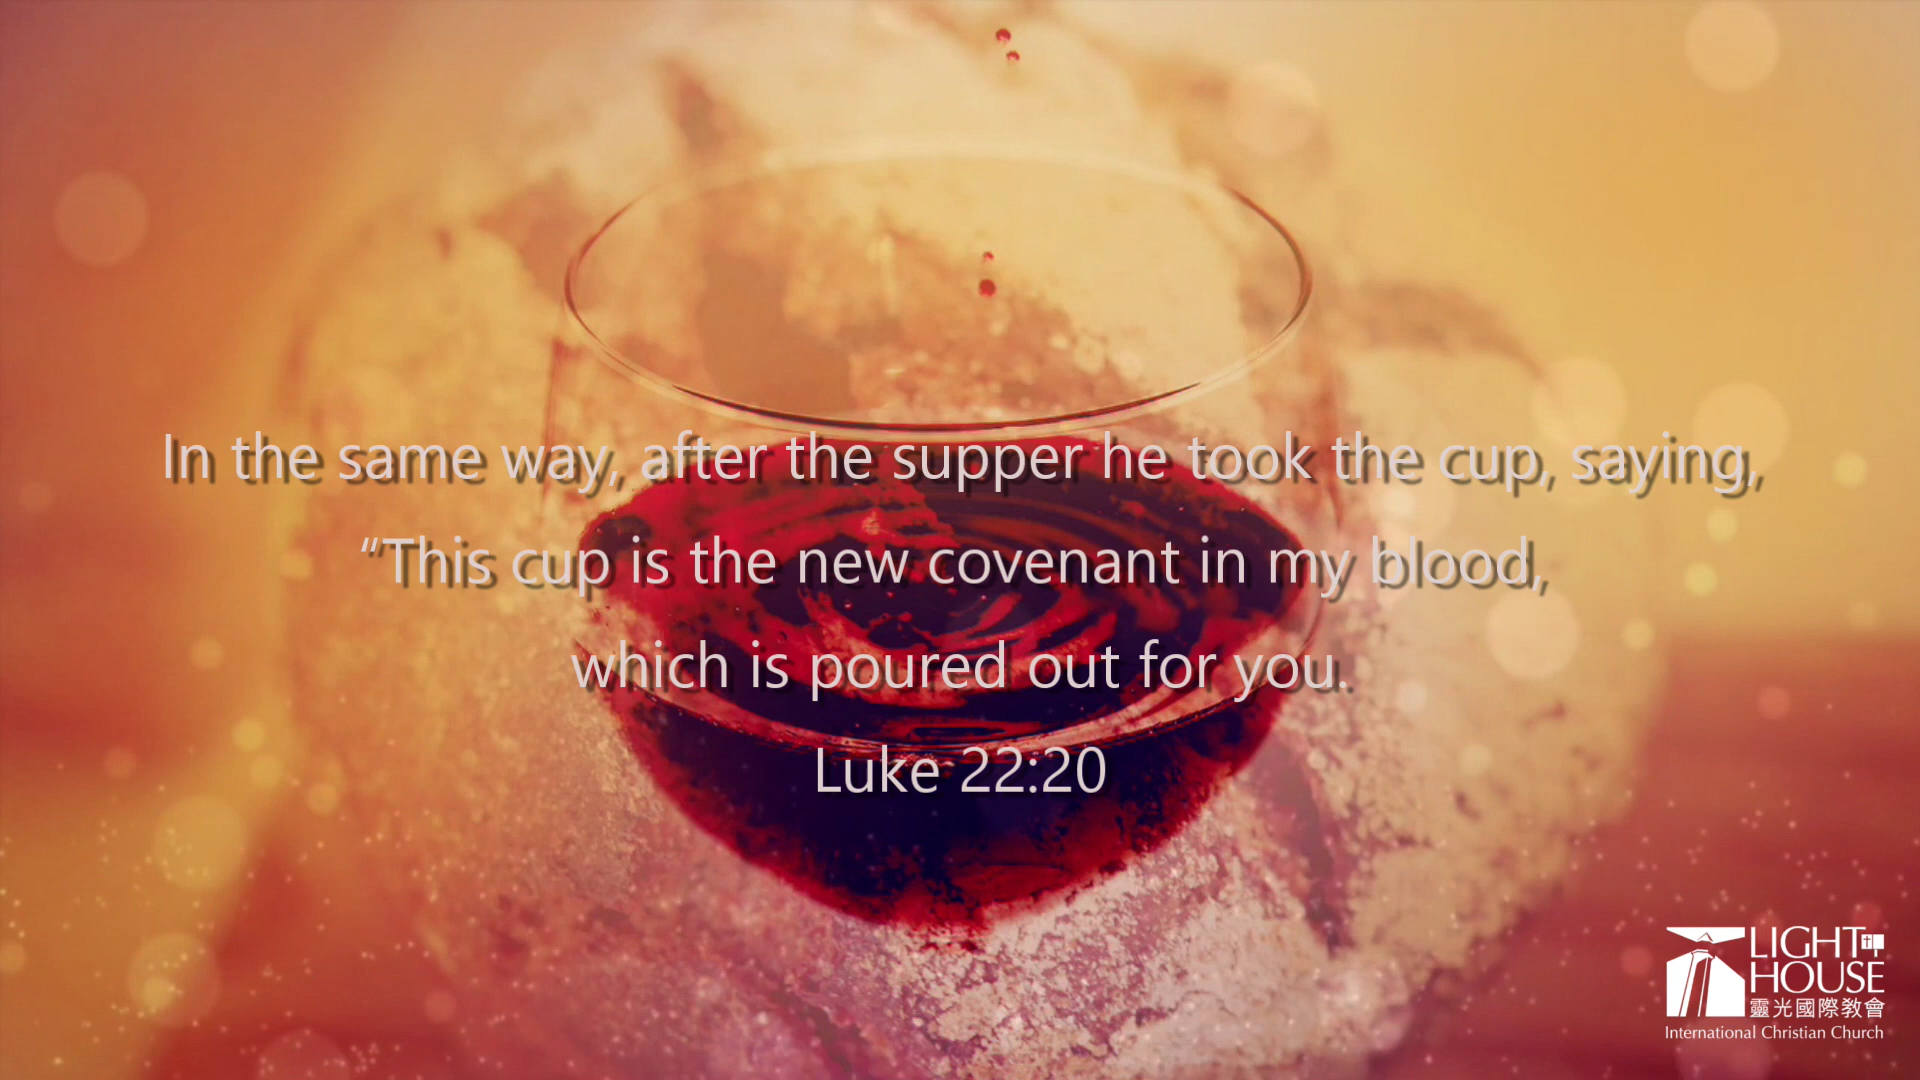 In the same way, after the supper he took the cup, saying,
“This cup is the new covenant in my blood,
which is poured out for you.
Luke 22:20
LIGHT
HOUSE
靈光國際教會
International Christian Church